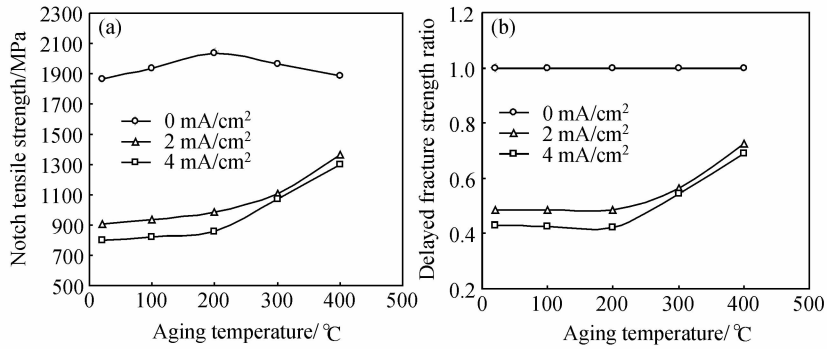 (a)
Notch tensile strength/MPa
2300
2100
1900
1700
1500
1300
1100
900
700
500
0 mA/cm²
2 mA/cm²
4 mA/cm²
0 100 200 300 400 500
Aging temperature/℃
(b)
Delayed fracture strength ratio
1.2
1.0
0.8
0.6
0.4
0.2
0 mA/cm²
2 mA/cm²
4 mA/cm²
0 100 200 300 400 500
Aging temperature/℃